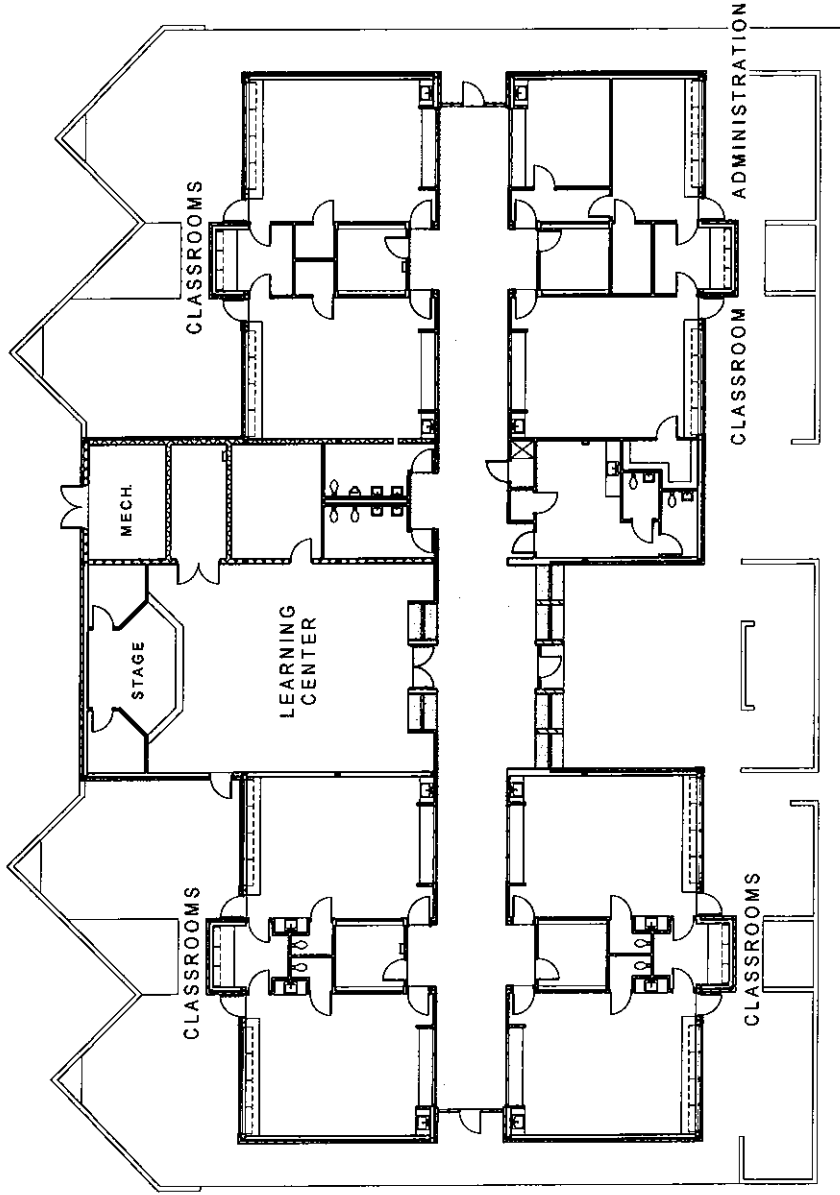 CLASSROOMS
MECH.
STAGE
LEARNING
CENTER
CLASSROOMS
ADMINISTRATION
CLASSROOM
CLASSROOMS